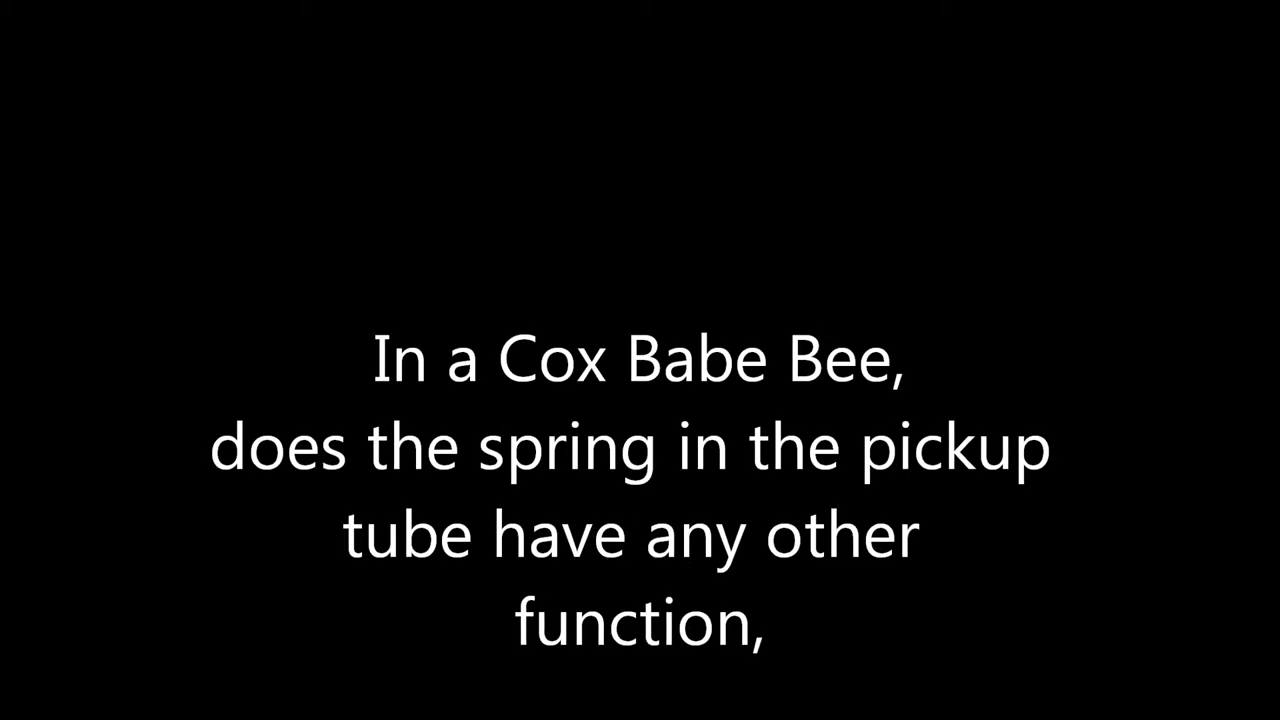 In a Cox Babe Bee,
does the spring in the pickup
tube have any other
function,